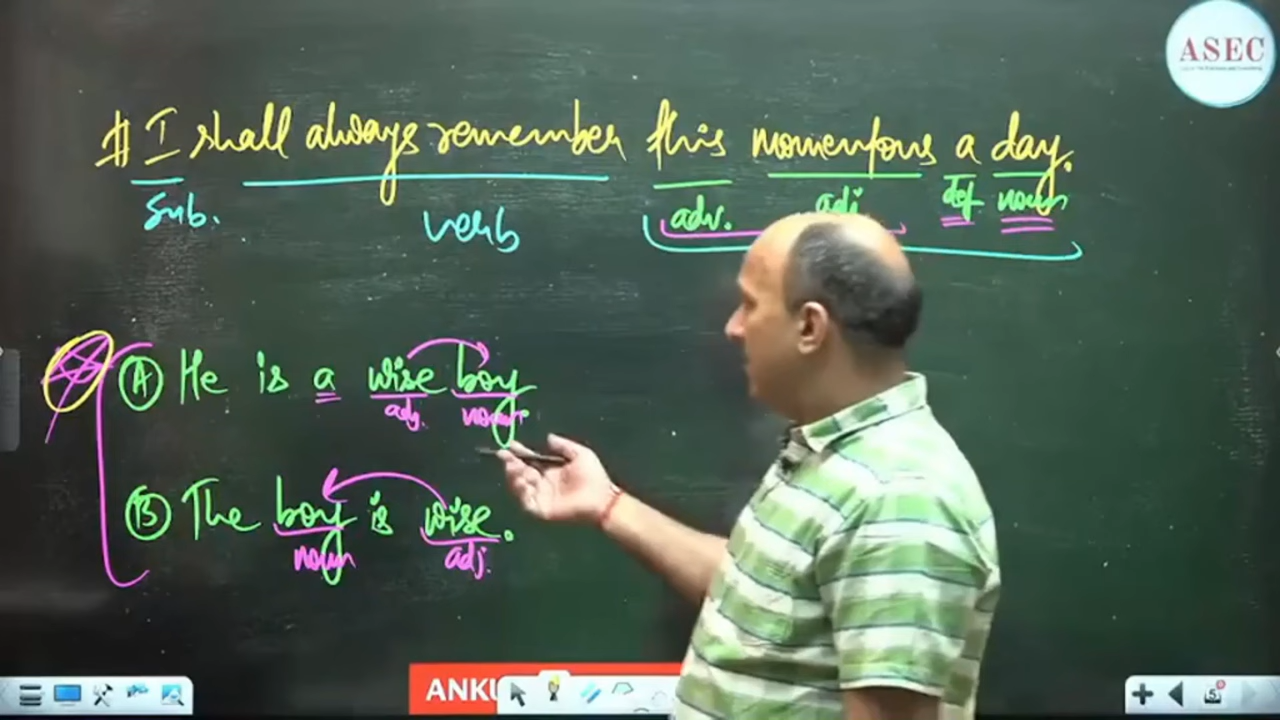 ASEC
# I shall always remember this momentous a day.
Sub. verb adv. adj def noun
(A) He is a wise boy.
adj. noun
(B) The boy is wise.
noun adj.
ANKU
5